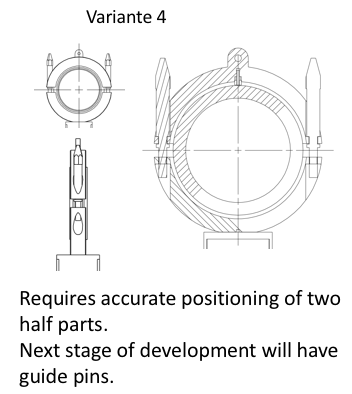 Variante 4
Requires accurate positioning of two
half parts.
Next stage of development will have
guide pins.